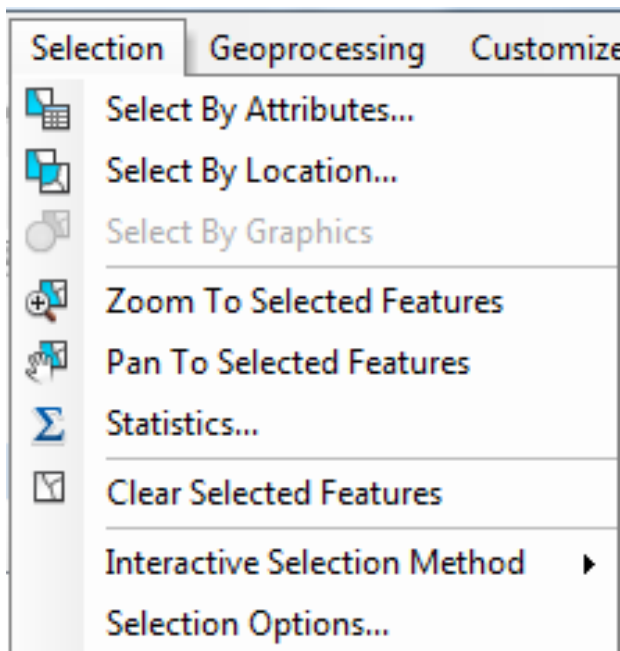 Selection Geoprocessing Customize
Select By Attributes...
Select By Location...
Select By Graphics
Zoom To Selected Features
Pan To Selected Features
Statistics...
Clear Selected Features
Interactive Selection Method
Selection Options...